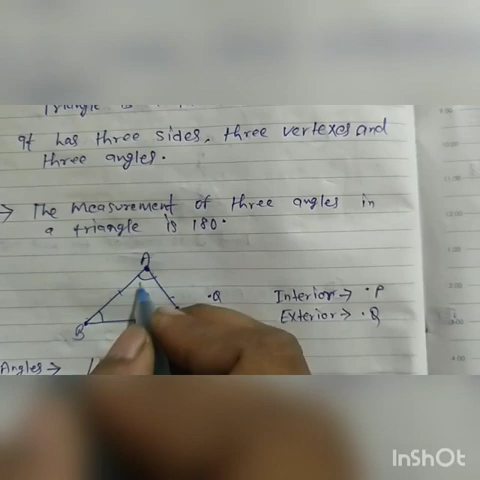 It has three sides, three vertexes and
three angles.
→ The measurement of three angles in
a triangle is 180.
A
.Q
Interior → .P
Exterior → .Q
B
Angles →
InShOt